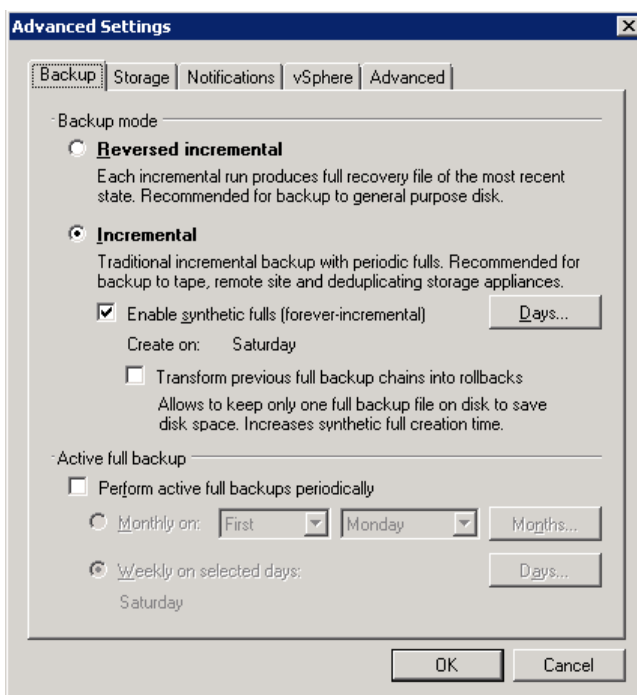 Advanced Settings
Backup Storage Notifications vSphere Advanced
Backup mode
Reversed incremental
Each incremental run produces full recovery file of the most recent
state. Recommended for backup to general purpose disk.
Incremental
Traditional incremental backup with periodic fulls. Recommended for
backup to tape, remote site and deduplicating storage appliances.
Enable synthetic fulls (forever-incremental) Days...
Create on: Saturday
Transform previous full backup chains into rollbacks
Allows to keep only one full backup file on disk to save
disk space. Increases synthetic full creation time.
Active full backup
Perform active full backups periodically
Monthly on: First Monday Months...
Weekly on selected days: Days...
Saturday
OK Cancel